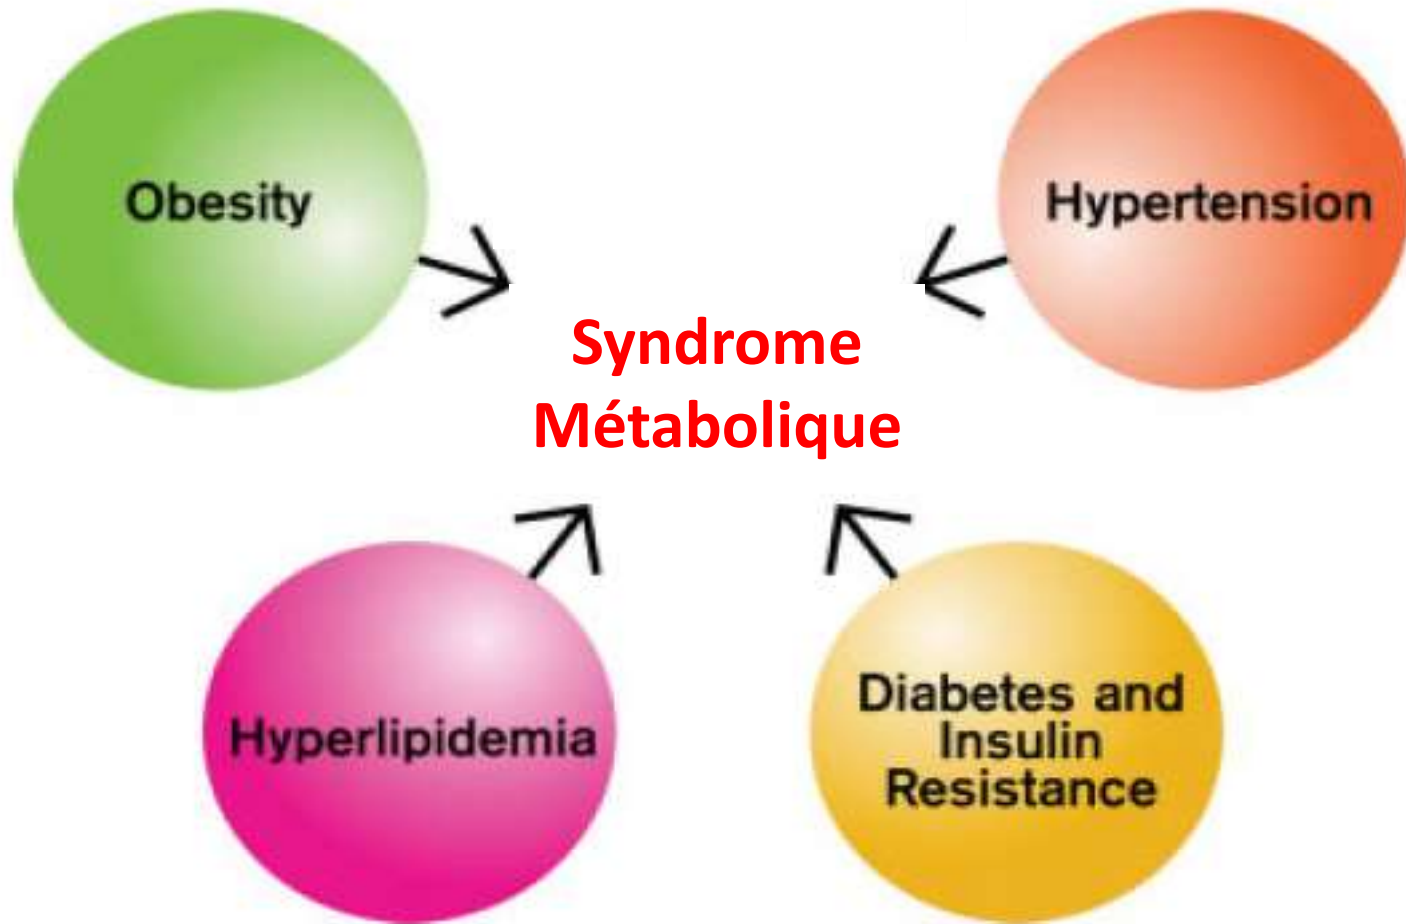 Obesity
Hypertension
Syndrome
Métabolique
Hyperlipidemia
Diabetes and
Insulin
Resistance